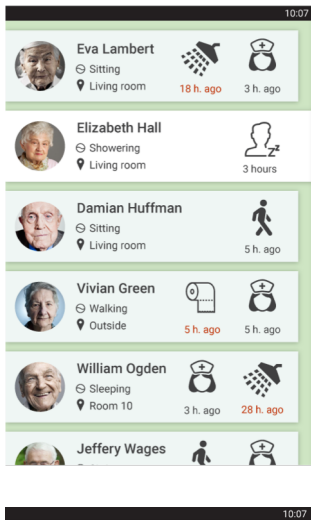 10:07
Eva Lambert
Sitting
Living room
18 h. ago
3 h. ago
Elizabeth Hall
Showering
Living room
3 hours
Damian Huffman
Sitting
Living room
5 h. ago
Vivian Green
Walking
Outside
5 h. ago
5 h. ago
William Ogden
Sleeping
Room 10
3 h. ago
28 h. ago
Jeffery Wages
10:07